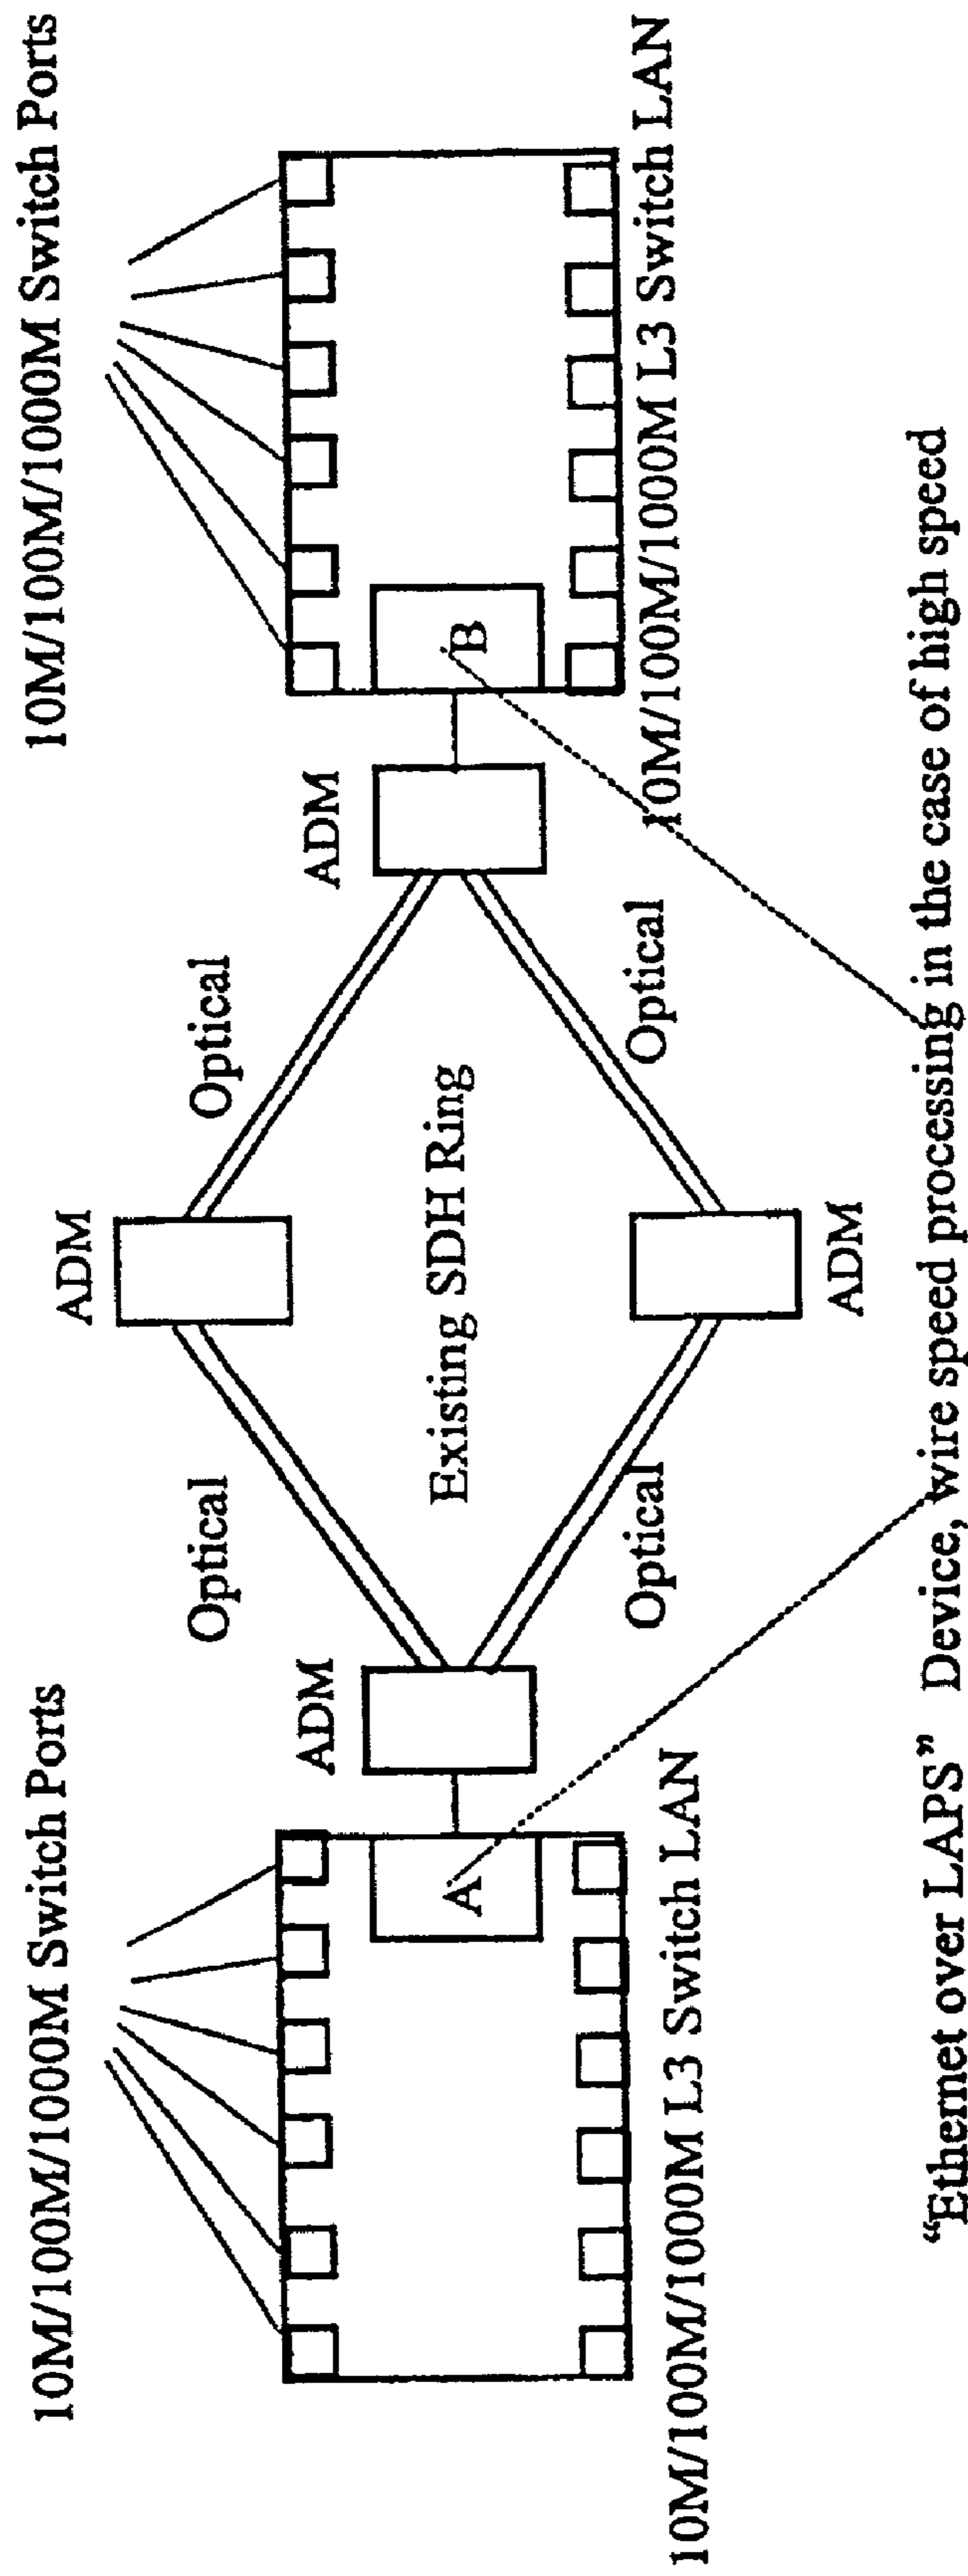 10M/100M/1000M Switch Ports
10M/100M/1000M Switch Ports
ADM
Optical
Optical
ADM
ADM
Existing SDH Ring
A
B
Optical
Optical
10M/100M/1000M L3 Switch LAN
10M/100M/1000M L3 Switch LAN
ADM
“Ethernet over LAPS” Device, wire speed processing in the case of high speed